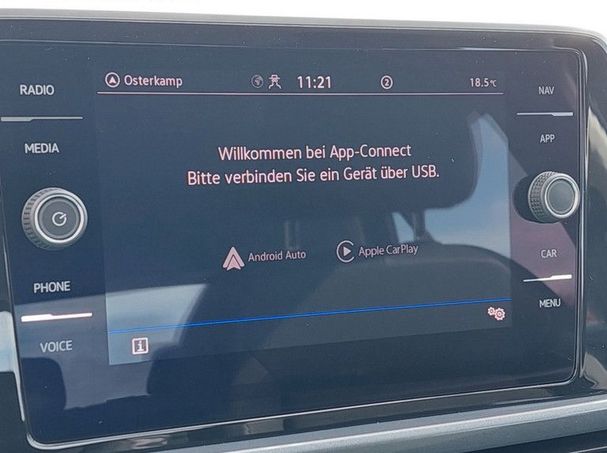 RADIO
MEDIA
PHONE
VOICE
Osterkamp
11:21
2
18.5°C
Willkommen bei App-Connect
Bitte verbinden Sie ein Gerät über USB.
Android Auto
Apple CarPlay
i
NAV
APP
CAR
MENU